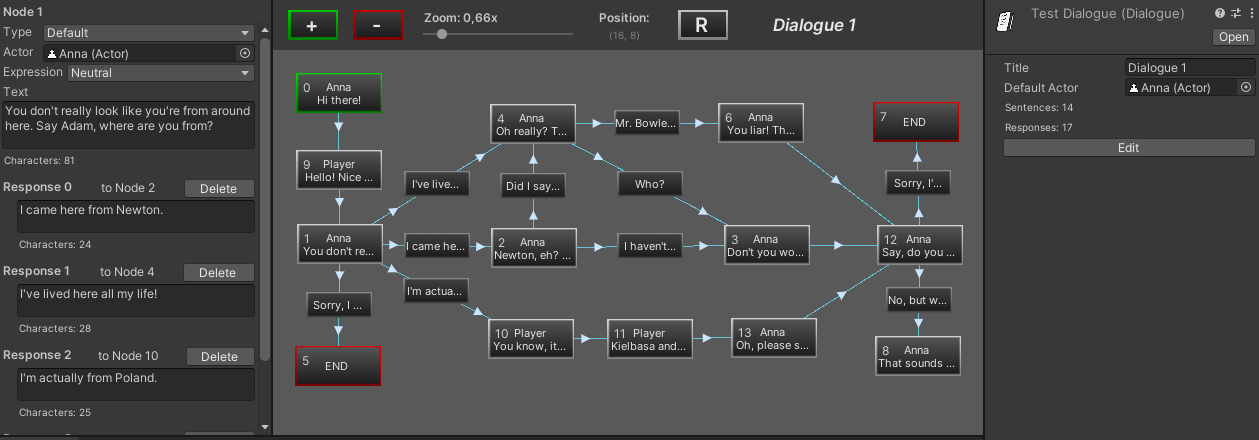 Node 1
Type Default
Actor Anna (Actor)
Expression Neutral
Text
You don't really look like you're from around
here. Say Adam, where are you from?
Characters: 81
Response 0 to Node 2 Delete
I came here from Newton.
Characters: 24
Response 1 to Node 4 Delete
I've lived here all my life!
Characters: 28
Response 2 to Node 10 Delete
I'm actually from Poland.
Characters: 25
+
-
Zoom: 0,66x
Position:
(16, 8)
R
Dialogue 1
0 Anna
Hi there!
9 Player
Hello! Nice ...
1 Anna
You don't re...
Sorry, I ...
5 END
I've live...
I came he...
I'm actua...
4 Anna
Oh really? T...
Did I say...
2 Anna
Newton, eh? ...
10 Player
You know, it...
Mr. Bowle...
Who?
I haven't...
11 Player
Kielbasa and...
6 Anna
You liar! Th...
3 Anna
Don't you wo...
13 Anna
Oh, please s...
7 END
Sorry, I'...
12 Anna
Say, do you ...
No, but w...
8 Anna
That sounds ...
Test Dialogue (Dialogue)
Open
Title Dialogue 1
Default Actor Anna (Actor)
Sentences: 14
Responses: 17
Edit